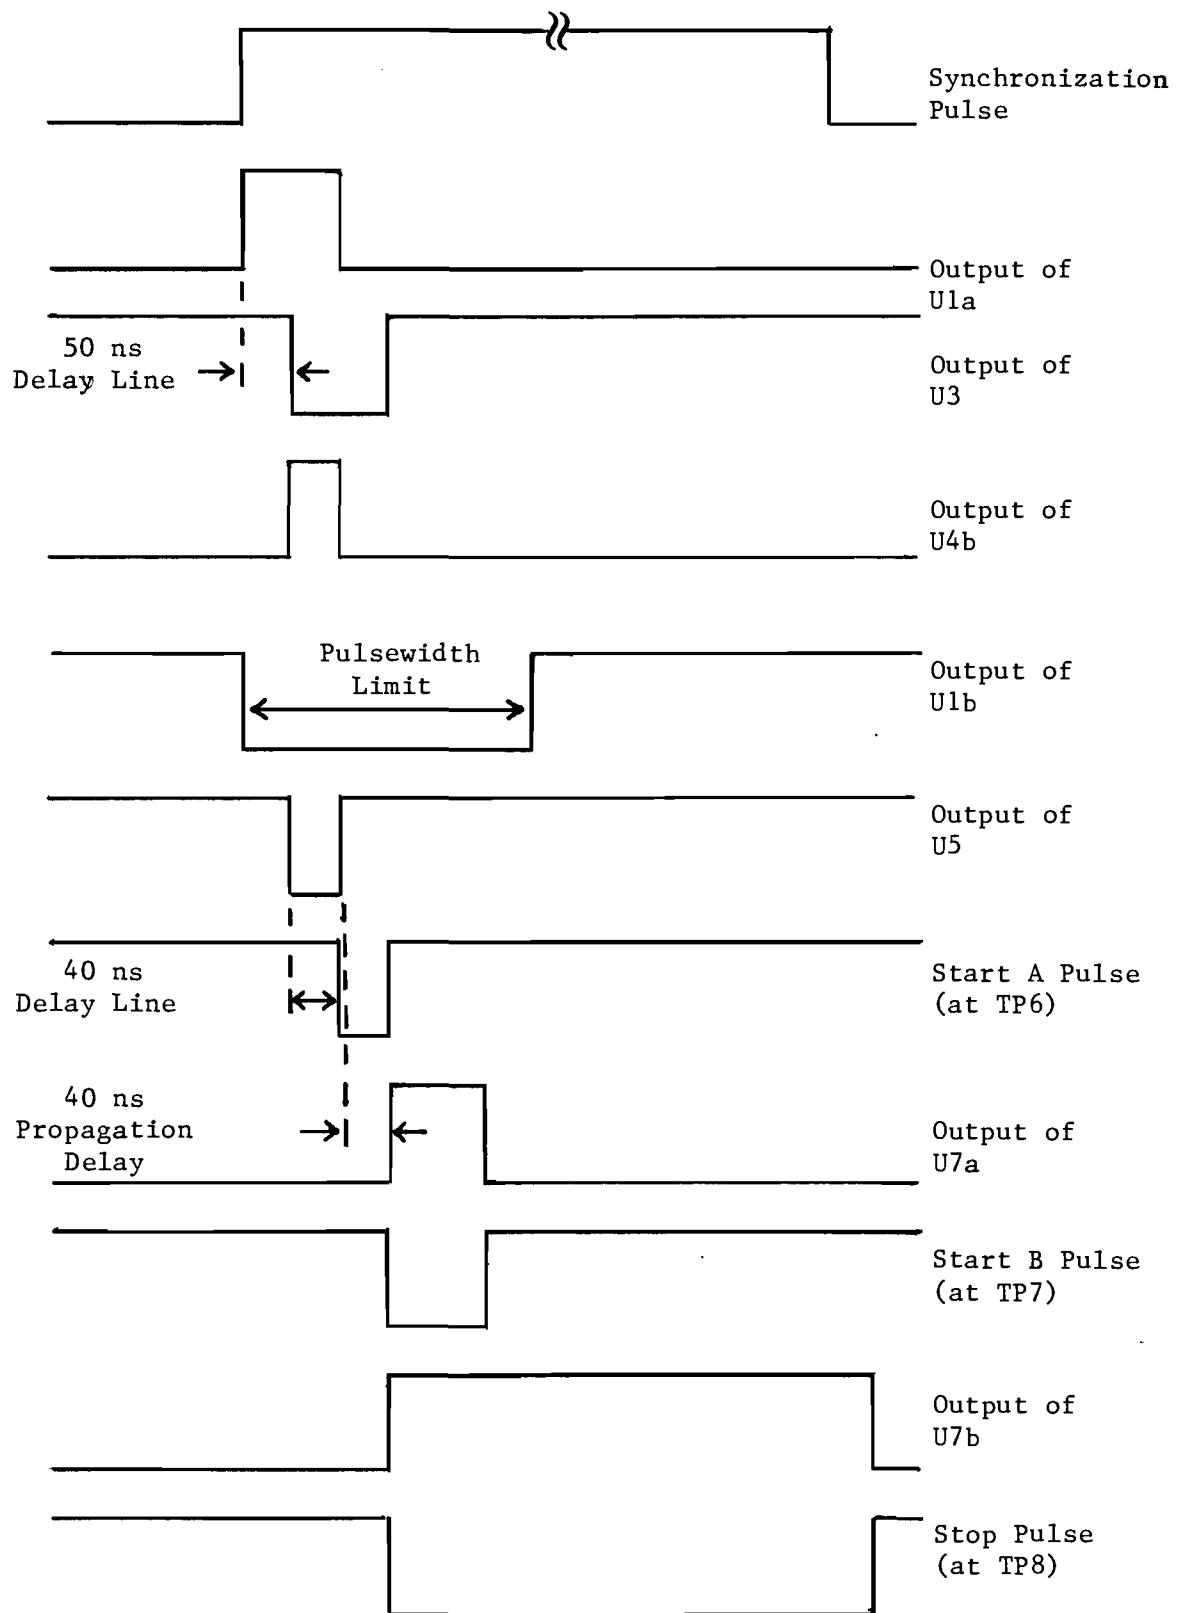 Synchronization
Pulse
Output of
U1a
50 ns
Delay Line
Output of
U3
Output of
U4b
Pulsewidth
Limit
Output of
U1b
Output of
U5
40 ns
Delay Line
Start A Pulse
(at TP6)
40 ns
Propagation
Delay
Output of
U7a
Start B Pulse
(at TP7)
Output of
U7b
Stop Pulse
(at TP8)